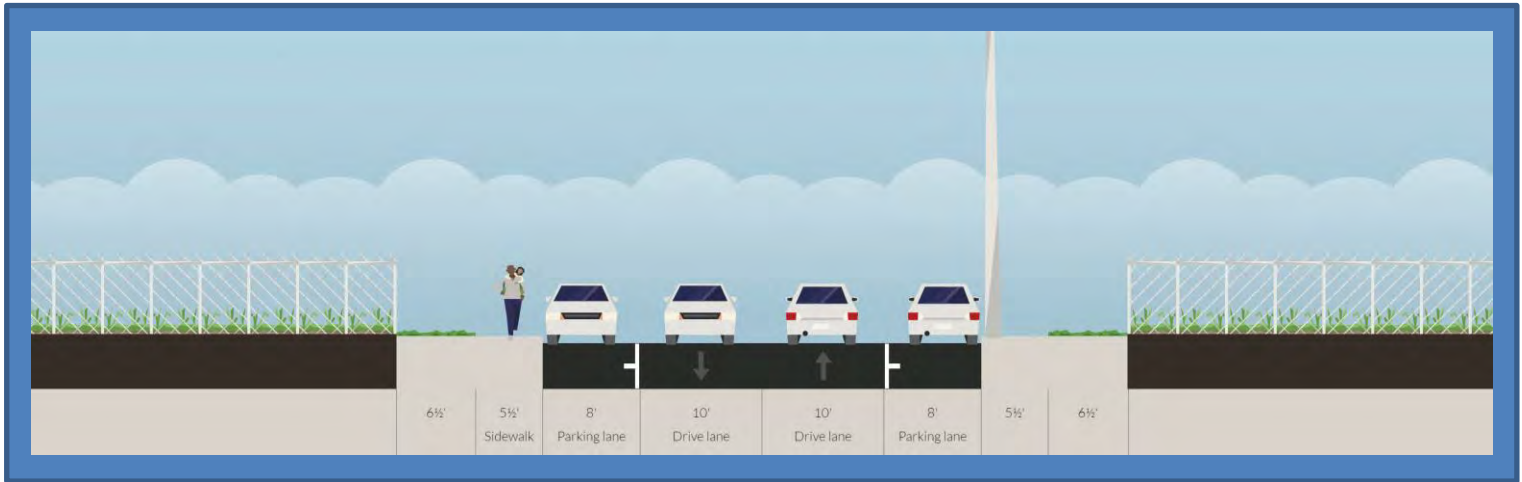 6½' 5½' 8' 10' 10' 8' 5½' 6½'
Sidewalk Parking lane Drive lane Drive lane Parking lane